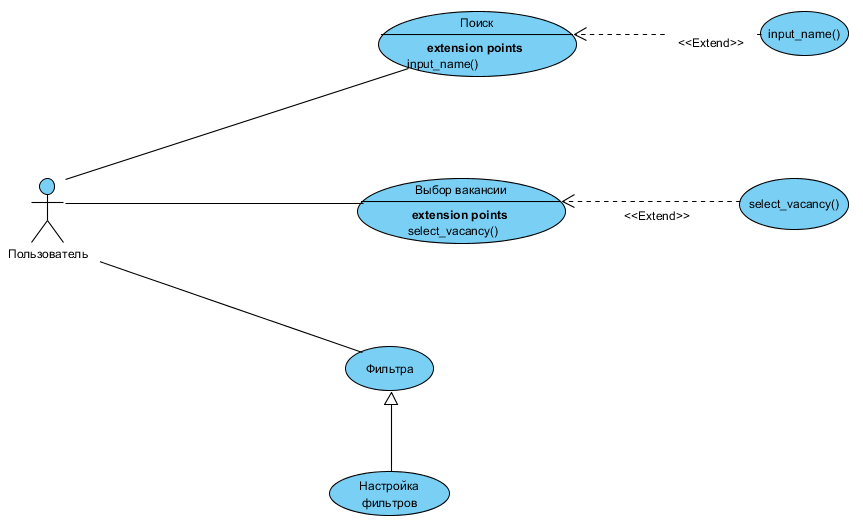 Поиск
extension points
input_name()
<<Extend>>
input_name()
Выбор вакансии
extension points
select_vacancy()
<<Extend>>
select_vacancy()
Пользователь
Фильтра
Настройка
фильтров